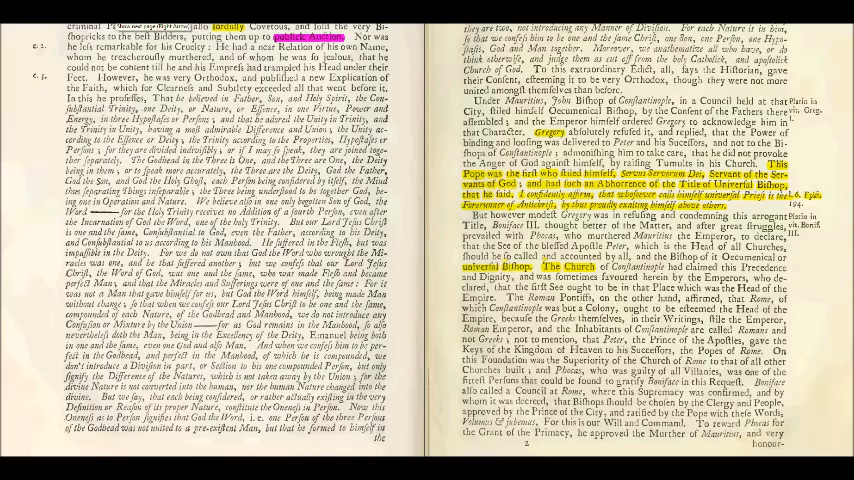 criminal also sordidly Covetous, and sold the very Bi-
Show next page (Right Arrow)
shopricks to the best Bidders, putting them up to publick Auction. Nor was
c. 2.
he less remarkable for his Cruelty: He had a near Relation of his own Name,
whom he treacherously murthered, and of whom he was so jealous, that he
could not be content till he and his Empress had trampled his Head under their
c. 3.
Feet. However, he was very Orthodox, and published a new Explication of
the Faith, which for Clearness and Subtlety exceeded all that went before it.
In this he professes, That he believed in Father, Son, and Holy Spirit, the Con-
substantial Trinity, one Deity, or Nature, or Essence, in one Virtue, Power and
Energy, in three Hypostases or Persons; and that he adored the Unity in Trinity, and
the Trinity in Unity, having a most admirable Difference and Union; the Unity ac-
cording to the Essence or Deity; the Trinity according to the Properties, Hypostases or
Persons; for they are divided indivisibly; or if I may so speak, they are joined toge-
ther separately. The Godhead in the Three is One, and the Three are One, the Deity
being in them; or to speak more accurately, the Three are the Deity, God the Father,
God the Son, and God the Holy Ghost, each Person being considered by itself, the Mind
thus separating Things inseparable; the Three being God, be-
ing one in Operation and Nature. We believe also in one only begotten Son of God, the
Word —— for the Holy Trinity receives no Addition of a fourth Person, even after
the Incarnation of God the Word, one of the holy Trinity. But our Lord Jesus Christ
is one and the same, Consubstantial to God, even the Father, according to his Deity,
and Consubstantial to us according to his Manhood. He suffered in the Flesh, but was
impassible in the Deity. For we do not own that God the Word who wrought the Mi-
racles was one, and he that suffered another; but we confess that our Lord Jesus
Christ, the Word of God, was one and the same, who was made Flesh and became
perfect Man; and that the Miracles and Sufferings were of one and the same: For it
was not a Man that gave himself for us, but God the Word himself, being made Man
without change; so that when we confess our Lord Jesus Christ to be one and the same,
compounded of each Nature, of the Godhead and Manhood, we do not introduce any
Confusion or Mixture by the Union —— for as God remains in the Manhood, so also
nevertheless doth the Man, being in the Excellency of the Deity, Emanuel being both
in one and the same, even one God and also Man. And when we confess him to be per-
fect in the Godhead, and perfect in the Manhood, of which he is compounded, we
don't introduce a Division in part, or Section to his one compounded Person, but only
signify the Difference of the Natures, which is not taken away by the Union; for the
divine Nature is not converted into the human, nor the human Nature changed into the
divine. But we say, that each being considered, or rather actually existing in the very
Definition or Reason of its proper Nature, constitute the Oneness in Person. Now this
Oneness as to Person signifies that God the Word, i. e. one Person of the three Persons
of the Godhead was not united to a pre-existent Man, but that he formed to himself in
the
they are two, not introducing any Manner of Division. For each Nature it is in him,
so that we confess him to be one and the same Christ, one Son, one Person, one Hypo-
stasis, God and Man together. Moreover, we anathematize all who have, or do
think otherwise, and judge them as cut off from the holy Catholick, and apostolick
Church of God. To this extraordinary Edict, all, says the Historian, gave
their Consent, esteeming it to be very Orthodox, though they were not more
united amongst themselves than before.
Under Mauritius, John Bishop of Constantinople, in a Council held at that
Platin in
City, stiled himself Oecumenical Bishop, by the Consent of the Fathers there
vit. Greg.
assembled; and the Emperor himself ordered Gregory to acknowledge him in
I.
that Character. Gregory absolutely refused it, and replied, that the Power of
binding and loosing was delivered to Peter and his Successors, and not to the Bi-
shops of Constantinople; admonishing him to take care, that he did not provoke
the Anger of God against himself, by raising Tumults in his Church. This
Pope was the first who stiled himself, Servus Servorum Dei, Servant of the Ser-
vants of God; and had such an Abhorrence of the Title of Universal Bishop,
that he said, I confidently affirm, that whosoever calls himself universal Priest is the
l. 6. Epis.
Forerunner of Antichrist, by thus proudly exalting himself above others.
194.
But however modest Gregory was in refusing and condemning this arrogant
Platin in
Title, Boniface III. thought better of the Matter, and after great struggles,
vit. Bonif.
prevailed with Phocas, who murthered Mauritius the Emperor, to declare,
III.
that the See of the blessed Apostle Peter, which is the Head of all Churches,
should be so called and accounted by all, and the Bishop of it Oecumenical or
universal Bishop. The Church of Constantinople had claimed this Precedence
and Dignity, and was sometimes favoured herein by the Emperors, who de-
clared, that the first See ought to be in that Place which was the Head of the
Empire. The Roman Pontiffs, on the other hand, affirmed, that Rome, of
which Constantinople was but a Colony, ought to be esteemed the Head of the
Empire, because the Greeks themselves, in their Writings, stile the Emperor,
Roman Emperor, and the Inhabitants of Constantinople are called Romans and
not Greeks; not to mention, that Peter, the Prince of the Apostles, gave the
Keys of the Kingdom of Heaven to his Successors, the Popes of Rome. On
this Foundation was the Superiority of the Church of Rome to that of all other
Churches built; and Phocas, who was guilty of all Villanies, was one of the
fittest Persons that could be found to gratify Boniface in this Request. Boniface
also called a Council at Rome, where this Supremacy was confirmed, and by
whom it was decreed, that Bishops should be chosen by the Clergy and People,
approved by the Prince of the City, and ratified by the Pope with these Words,
Volumus & jubemus, For this is our Will and Command. To reward Phocas for
the Grant of the Primacy, he approved the Murther of Mauritius, and very
2
honour-